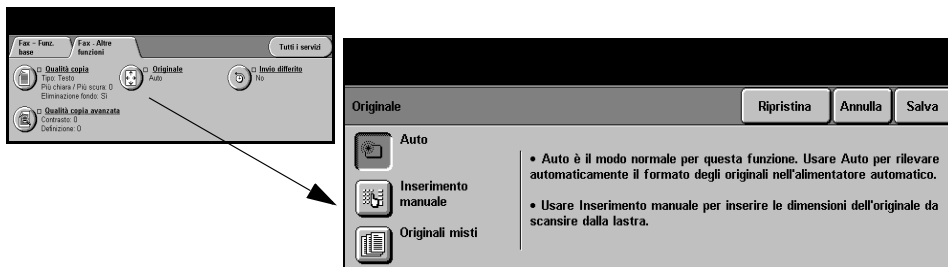 Fax – Funz. base
Fax - Altre funzioni
Tutti i servizi
Qualità copia
Tipo: Testo
Più chiara / Più scura: 0
Eliminazione fondo: Sì
Originale
Auto
Invio differito
No
Qualità copia avanzata
Contrasto: 0
Definizione: 0
Originale
Ripristina
Annulla
Salva
Auto
Inserimento
manuale
Originali misti
• Auto è il modo normale per questa funzione. Usare Auto per rilevare
automaticamente il formato degli originali nell'alimentatore automatico.
• Usare Inserimento manuale per inserire le dimensioni dell'originale da
scansire dalla lastra.